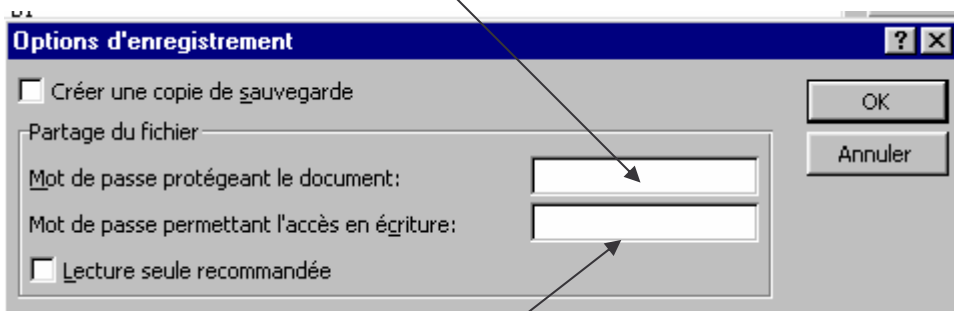 Options d'enregistrement
Créer une copie de sauvegarde
OK
Partage du fichier
Annuler
Mot de passe protégeant le document:
Mot de passe permettant l'accès en écriture:
Lecture seule recommandée